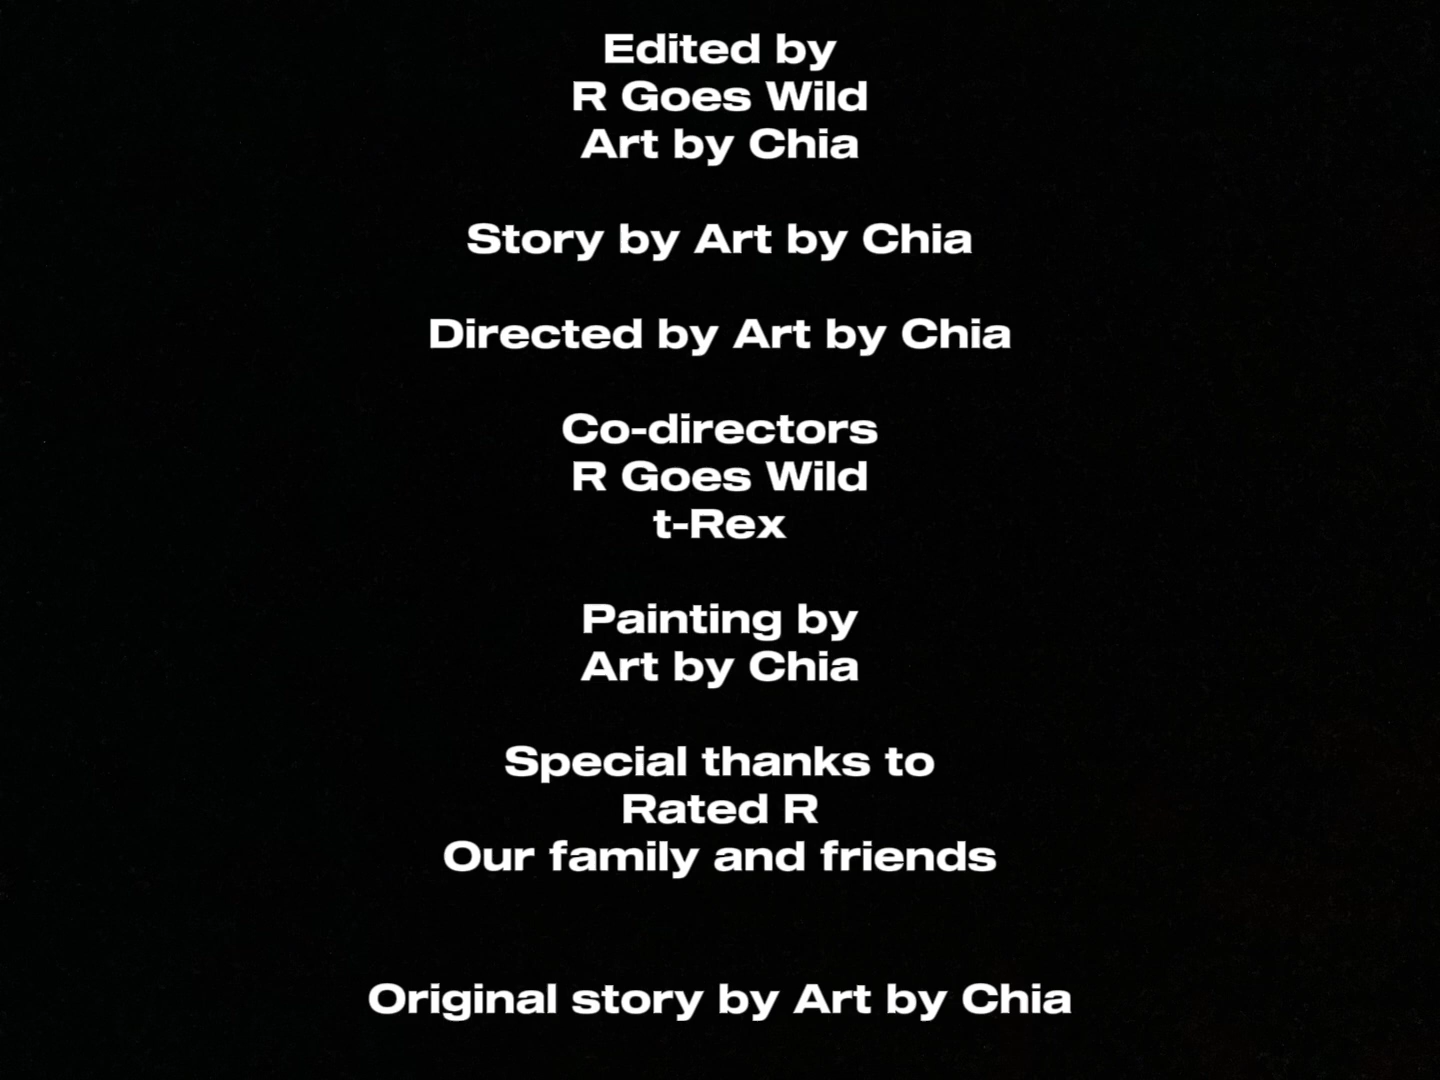 Edited by
R Goes Wild
Art by Chia
Story by Art by Chia
Directed by Art by Chia
Co-directors
R Goes Wild
t-Rex
Painting by
Art by Chia
Special thanks to
Rated R
Our family and friends
Original story by Art by Chia